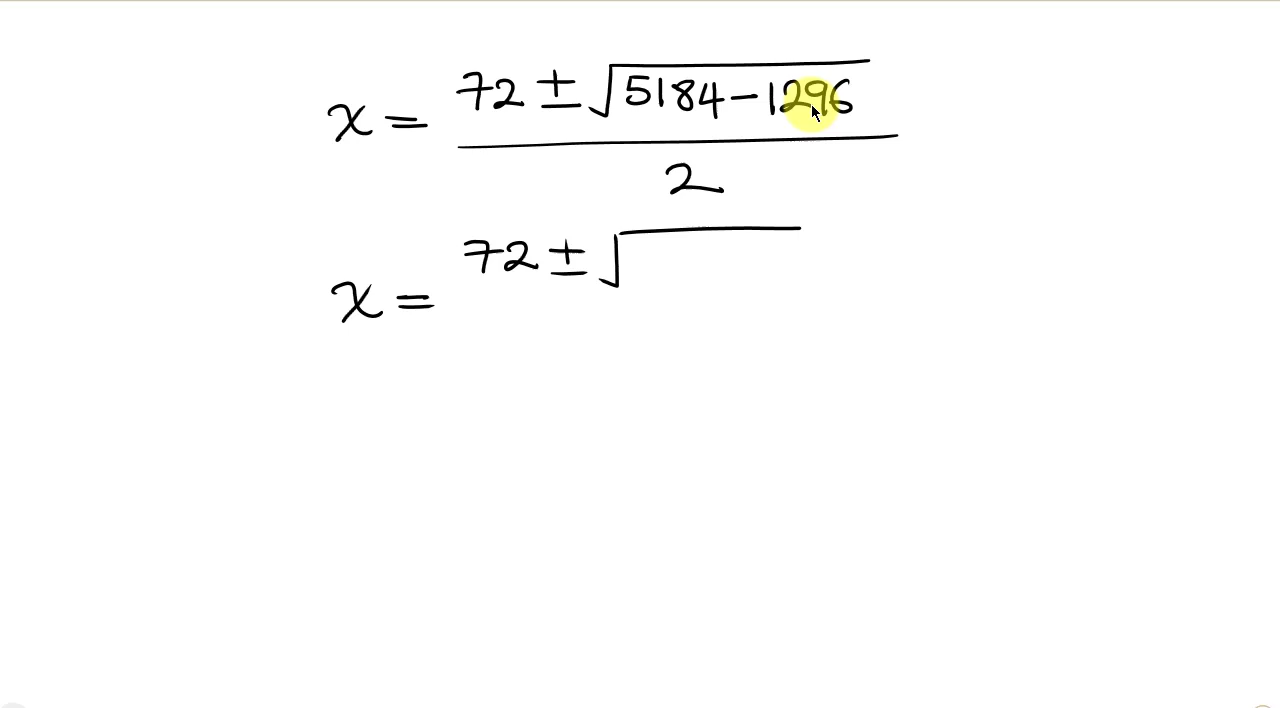 x = (72 ± √(5184 − 1296)) / 2
x = 72 ± √